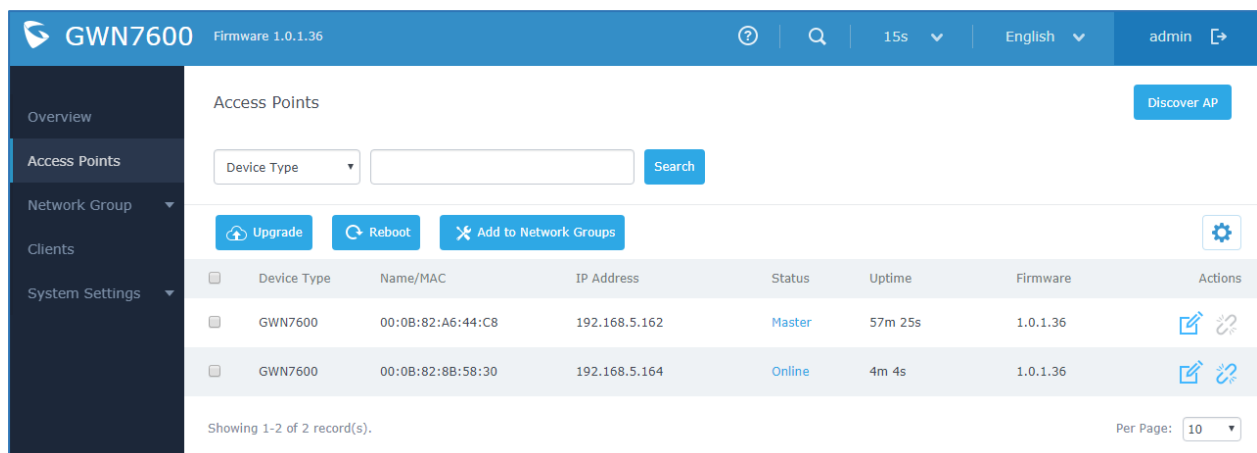 GWN7600 Firmware 1.0.1.36 15s English admin
Overview
Access Points
Network Group
Clients
System Settings
Access Points Discover AP
Device Type Search
Upgrade Reboot Add to Network Groups
Device Type Name/MAC IP Address Status Uptime Firmware Actions
GWN7600 00:0B:82:A6:44:C8 192.168.5.162 Master 57m 25s 1.0.1.36
GWN7600 00:0B:82:8B:58:30 192.168.5.164 Online 4m 4s 1.0.1.36
Showing 1-2 of 2 record(s). Per Page: 10